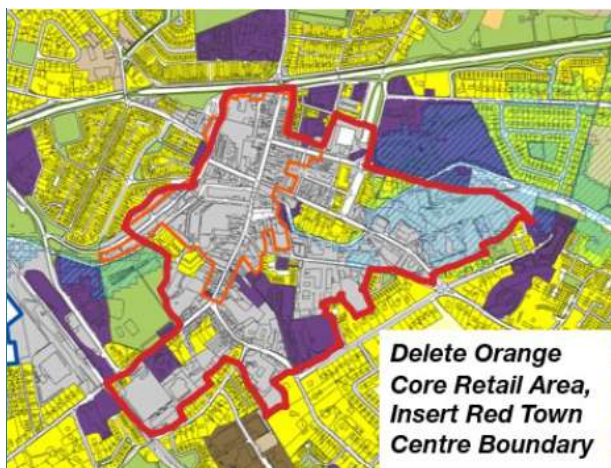 Delete Orange
Core Retail Area,
Insert Red Town
Centre Boundary